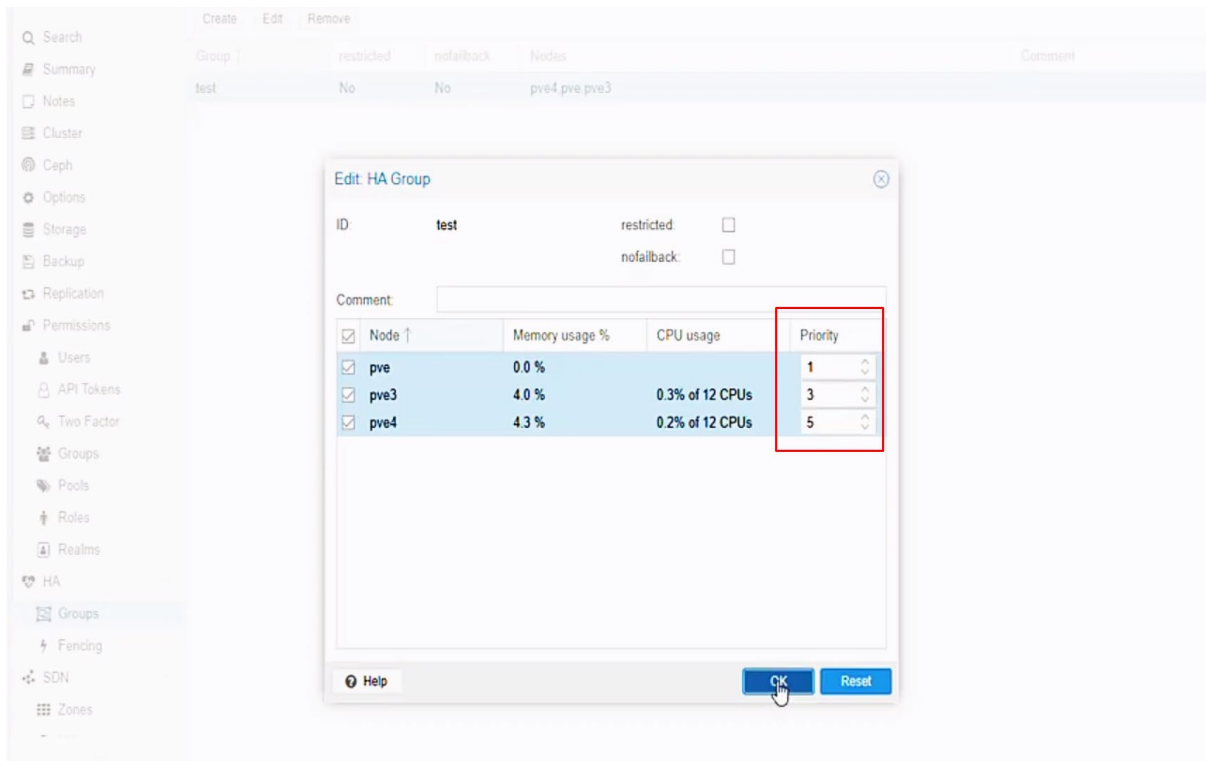 Create Edit Remove
Search
Summary
Notes
Cluster
Ceph
Options
Storage
Backup
Replication
Permissions
Users
API Tokens
Two Factor
Groups
Pools
Roles
Realms
HA
Groups
Fencing
SDN
Zones
Group ↑ restricted nofailback Nodes Comment
test No No pve4,pve,pve3
Edit: HA Group
ID: test restricted:
nofailback:
Comment:
Node ↑ Memory usage % CPU usage Priority
pve 0.0 % 1
pve3 4.0 % 0.3% of 12 CPUs 3
pve4 4.3 % 0.2% of 12 CPUs 5
Help OK Reset